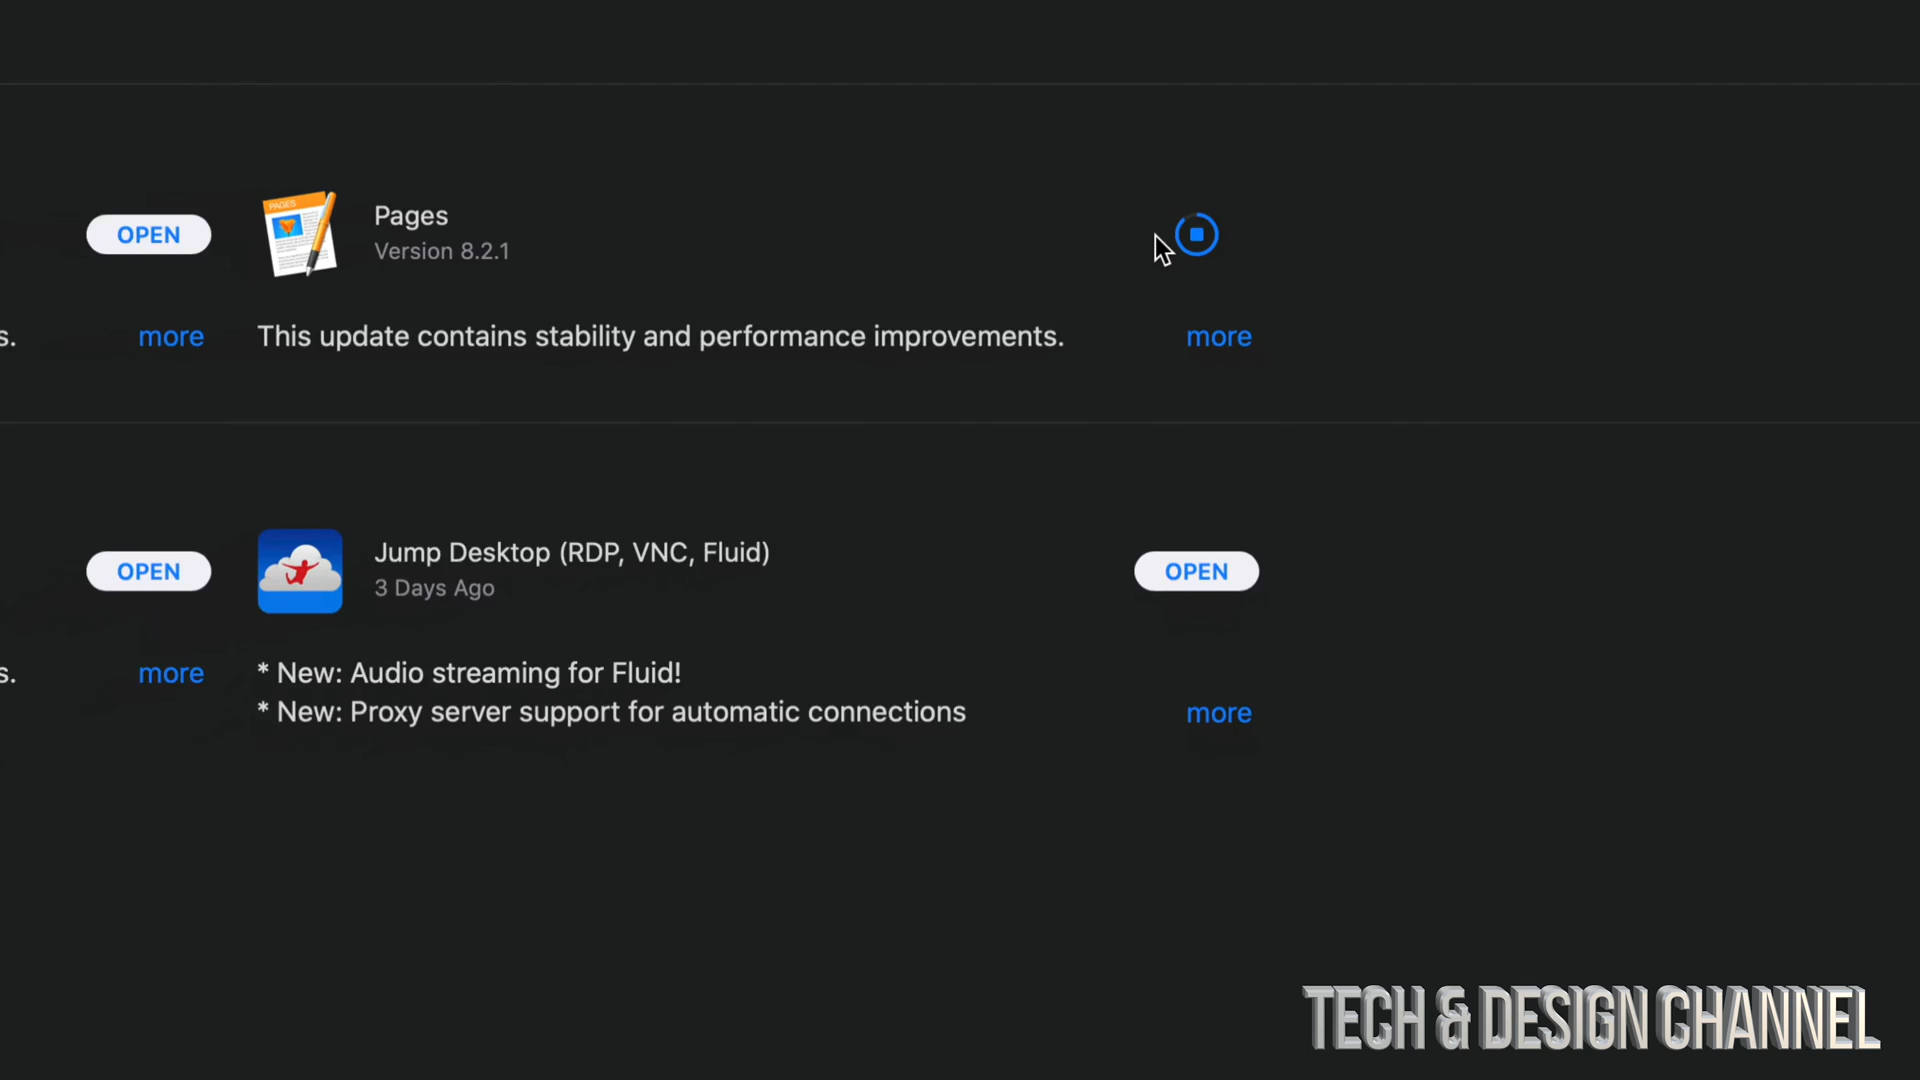 OPEN
PAGES
Pages
Version 8.2.1
s.
more
This update contains stability and performance improvements.
more
OPEN
Jump Desktop (RDP, VNC, Fluid)
3 Days Ago
OPEN
s.
more
* New: Audio streaming for Fluid!
* New: Proxy server support for automatic connections
more
TECH & DESIGN CHANNEL